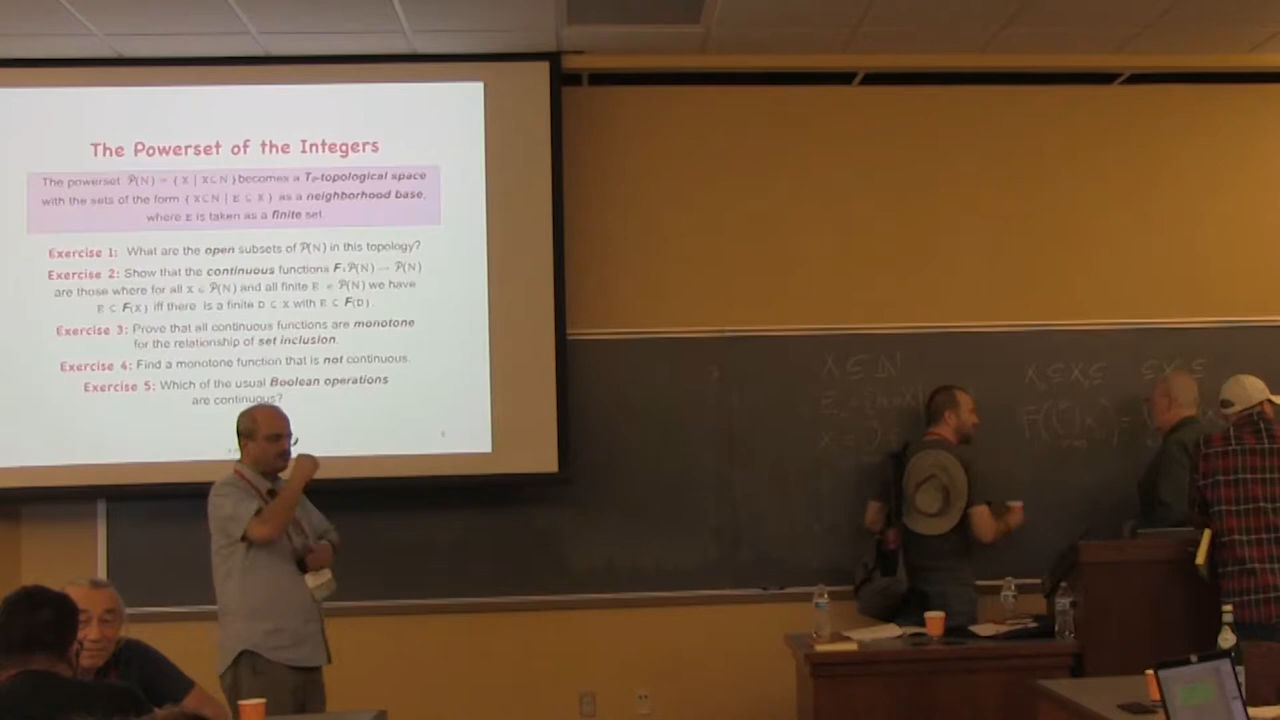 The Powerset of the Integers
The powerset P(N) = { X | X ⊆ N } becomes a T₀-topological space
with the sets of the form { X ⊆ N | E ⊆ X } as a neighborhood base,
where E is taken as a finite set.
Exercise 1: What are the open subsets of P(N) in this topology?
Exercise 2: Show that the continuous functions F: P(N) → P(N)
are those where for all X ∈ P(N) and all finite E ∈ P(N) we have
E ⊆ F(X) iff there is a finite D ⊆ X with E ⊆ F(D).
Exercise 3: Prove that all continuous functions are monotone
for the relationship of set inclusion.
Exercise 4: Find a monotone function that is not continuous.
Exercise 5: Which of the usual Boolean operations
are continuous?
X ⊆ N